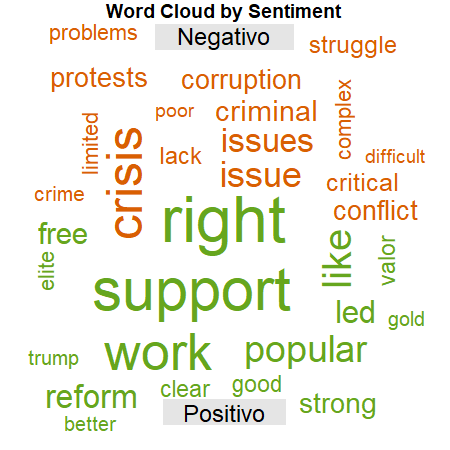 Word Cloud by Sentiment
problems
Negativo
struggle
protests
corruption
complex
poor
criminal
limited
crisis
issues
lack
difficult
issue
critical
crime
right
conflict
free
like
valor
elite
support
led
gold
work
popular
trump
clear
good
reform
strong
Positivo
better